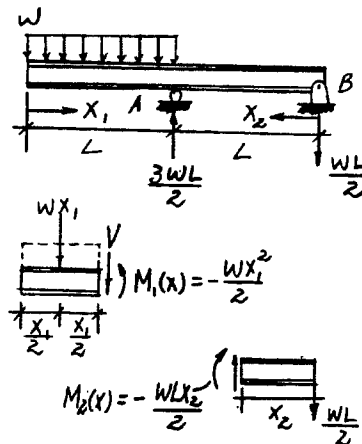 W
A
B
X₁
X₂
L
L
3WL/2
WL/2
WX₁
V
M₁(x) = -WX₁²/2
X₁/2 X₁/2
M₂(x) = -WLX₂/2
X₂
WL/2